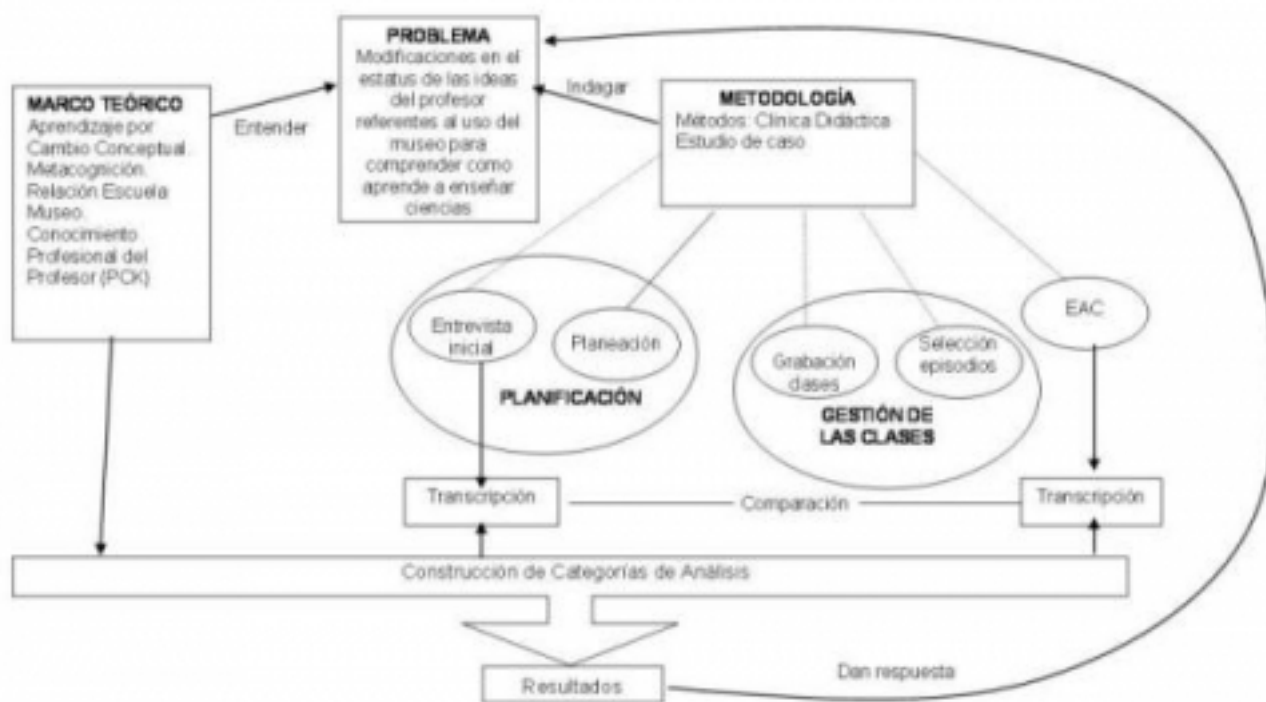 PROBLEMA
Modificaciones en el
estatus de las ideas
del profesor
referentes al uso del
museo para
comprender como
aprende a enseñar
ciencias
MARCO TEÓRICO
Aprendizaje por
Cambio Conceptual.
Metacognición.
Relación Escuela
Museo.
Conocimiento
Profesional del
Profesor (PCK)
Entender
Indagar
METODOLOGÍA
Métodos: Clínica Didáctica
Estudio de caso
Entrevista
inicial
Planeación
PLANIFICACIÓN
Grabación
clases
Selección
episodios
GESTIÓN DE
LAS CLASES
EAC
Transcripción
Comparación
Transcripción
Construcción de Categorías de Análisis
Resultados
Dan respuesta